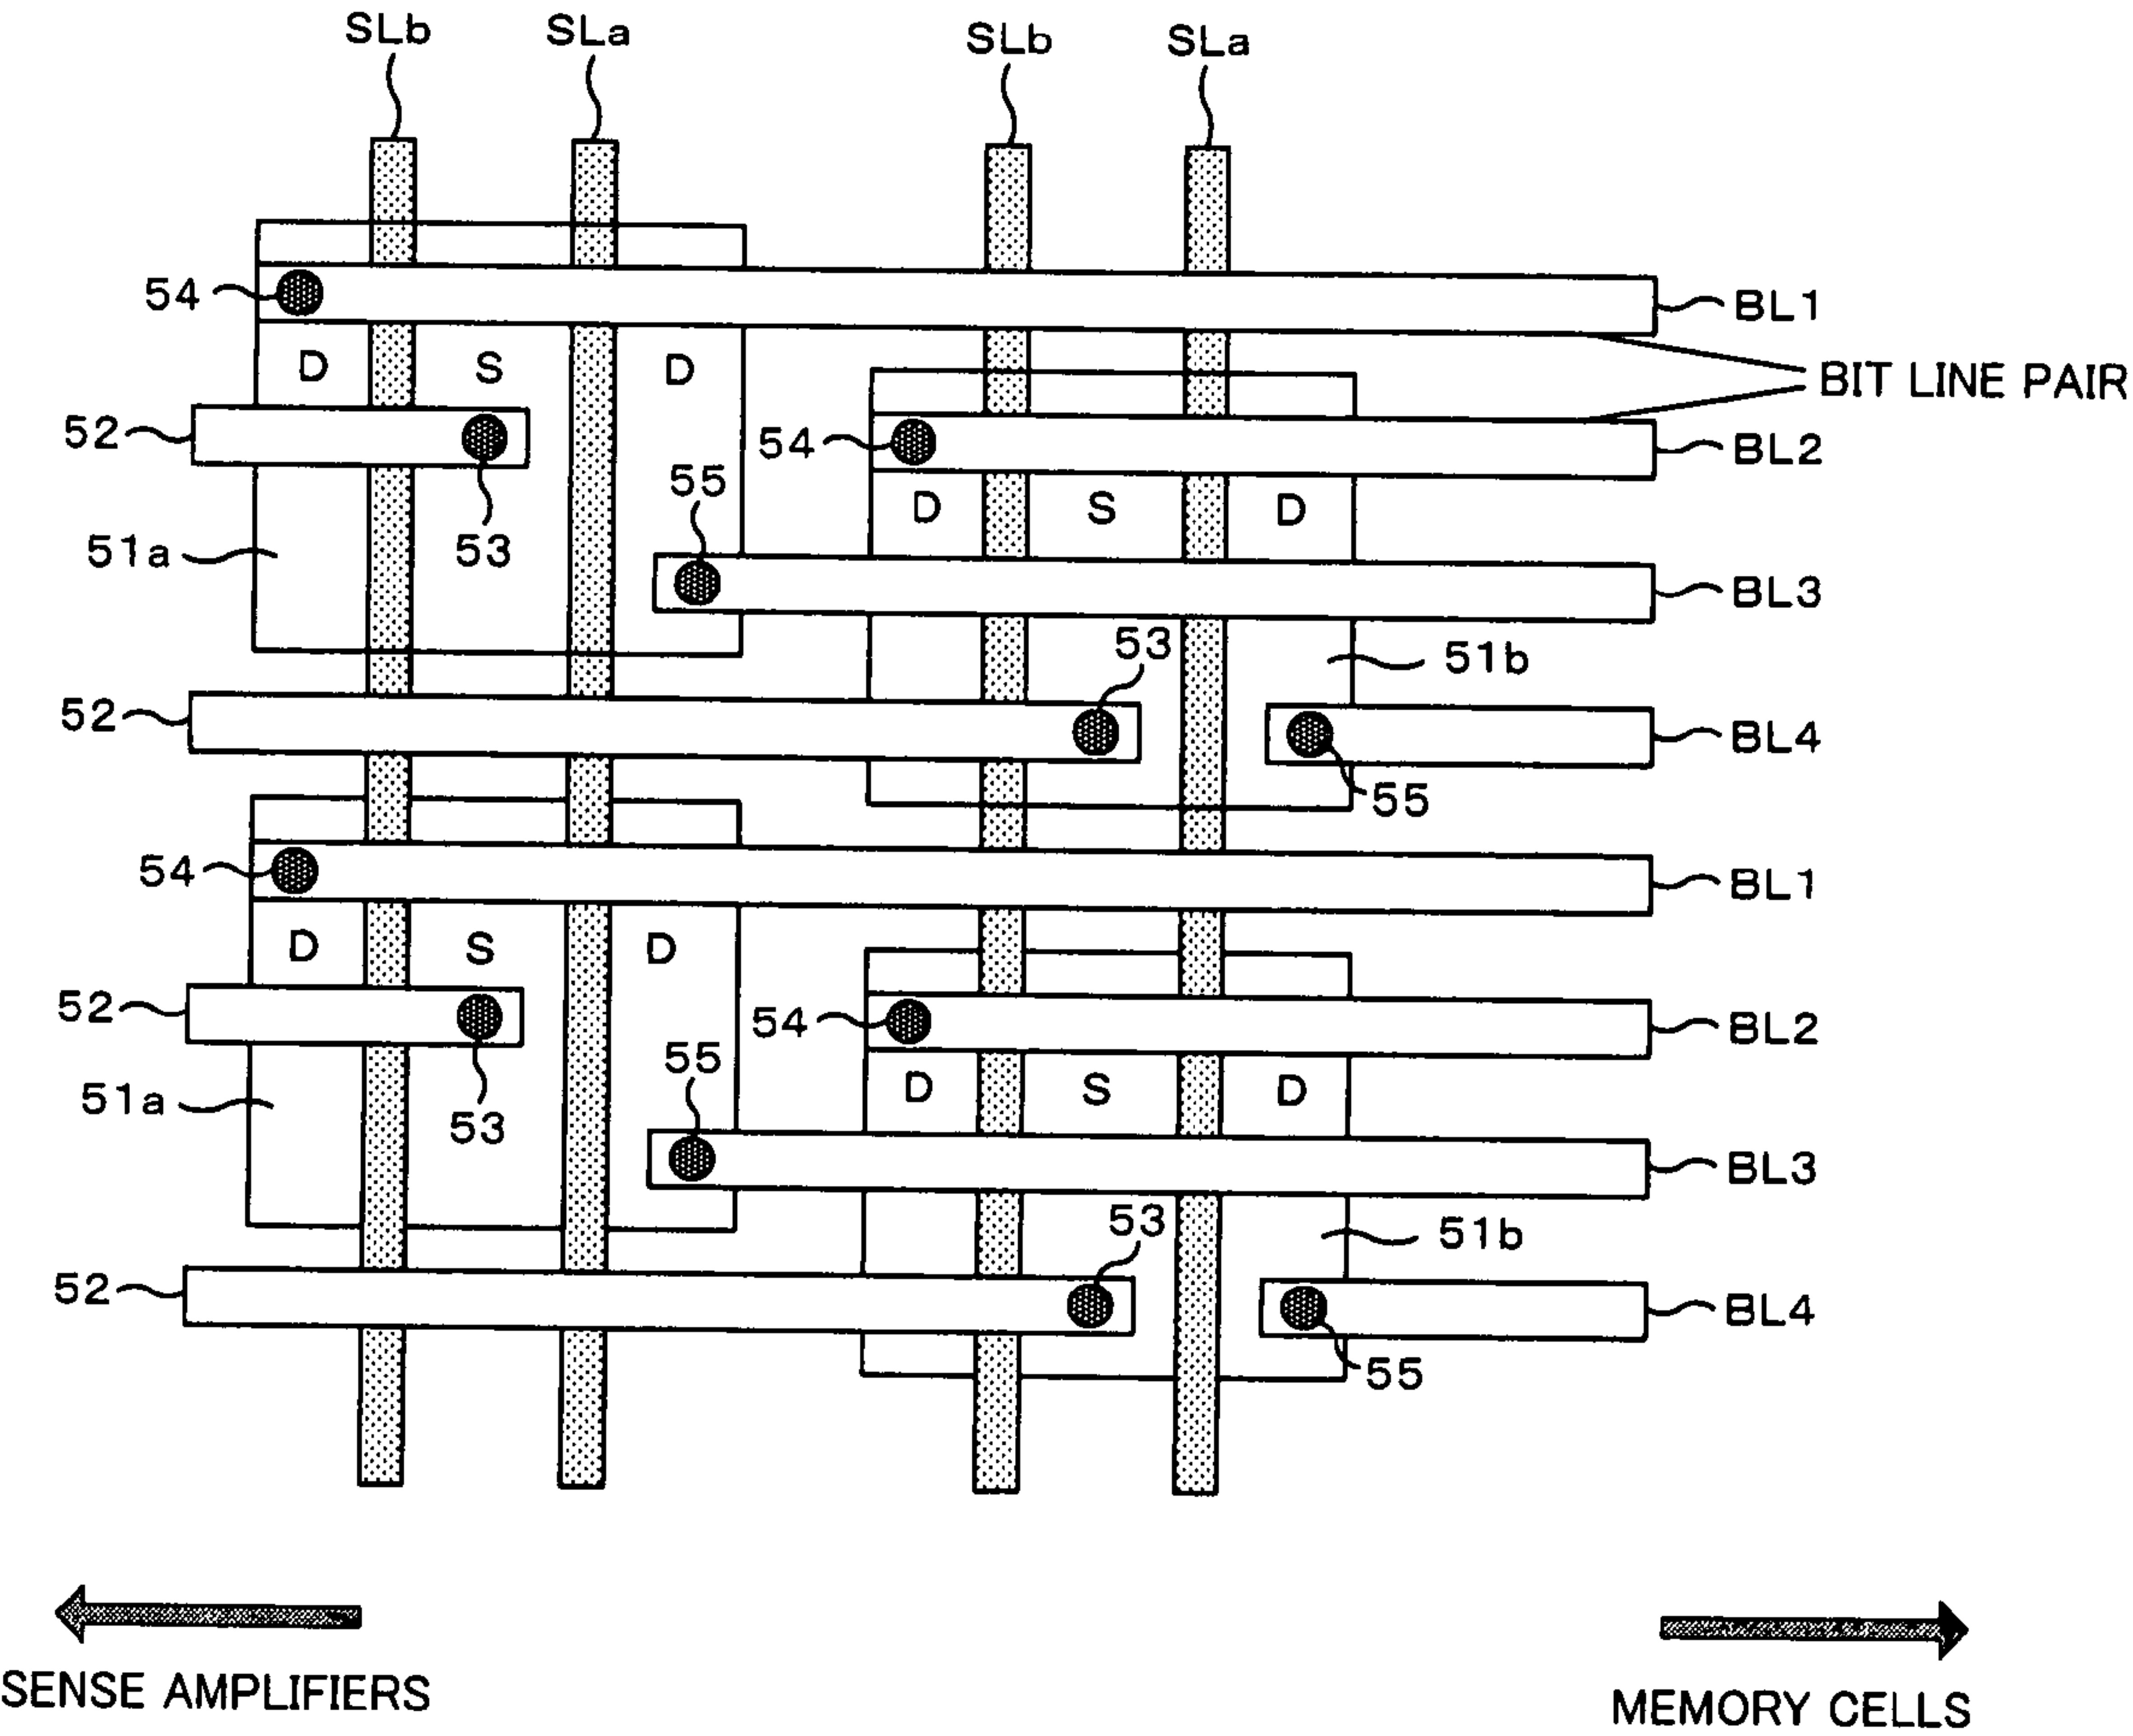 SLb SLa SLb SLa
54 BL1
D S D BIT LINE PAIR
52 54 BL2
55 D S D
51a 53
BL3
53 51b
52 BL4
55
54 BL1
D S D
52 54 BL2
55 D S D
51a 53
BL3
53 51b
52 BL4
55
SENSE AMPLIFIERS MEMORY CELLS